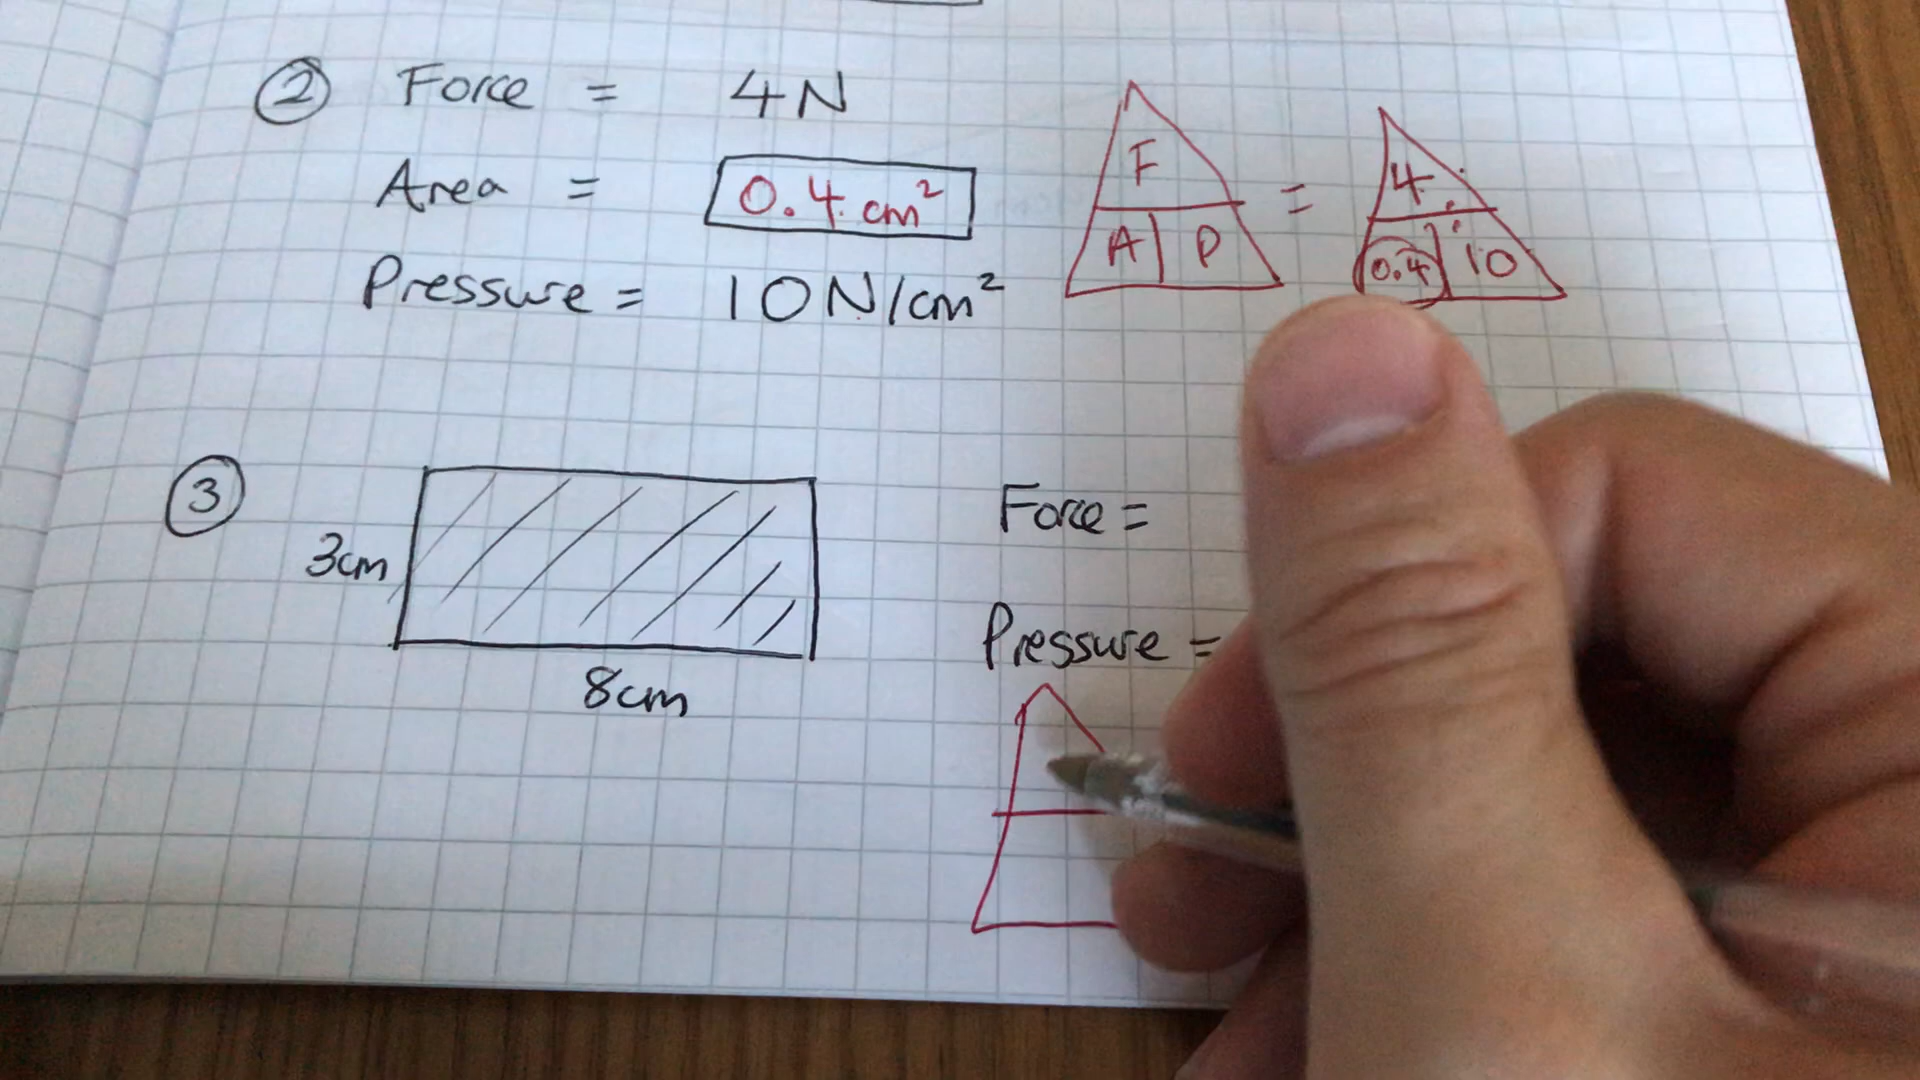 2 Force = 4N
Area = 0.4 cm²
Pressure = 10N/cm²
F
A P
=
4
0.4 10
3
3cm
8cm
Force =
Pressure =